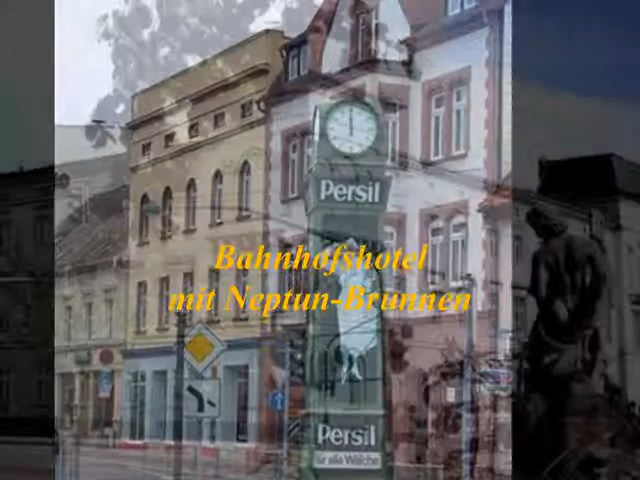 Persil
Bahnhofshotel
mit Neptun-Brunnen
Persil
für alle Wäsche